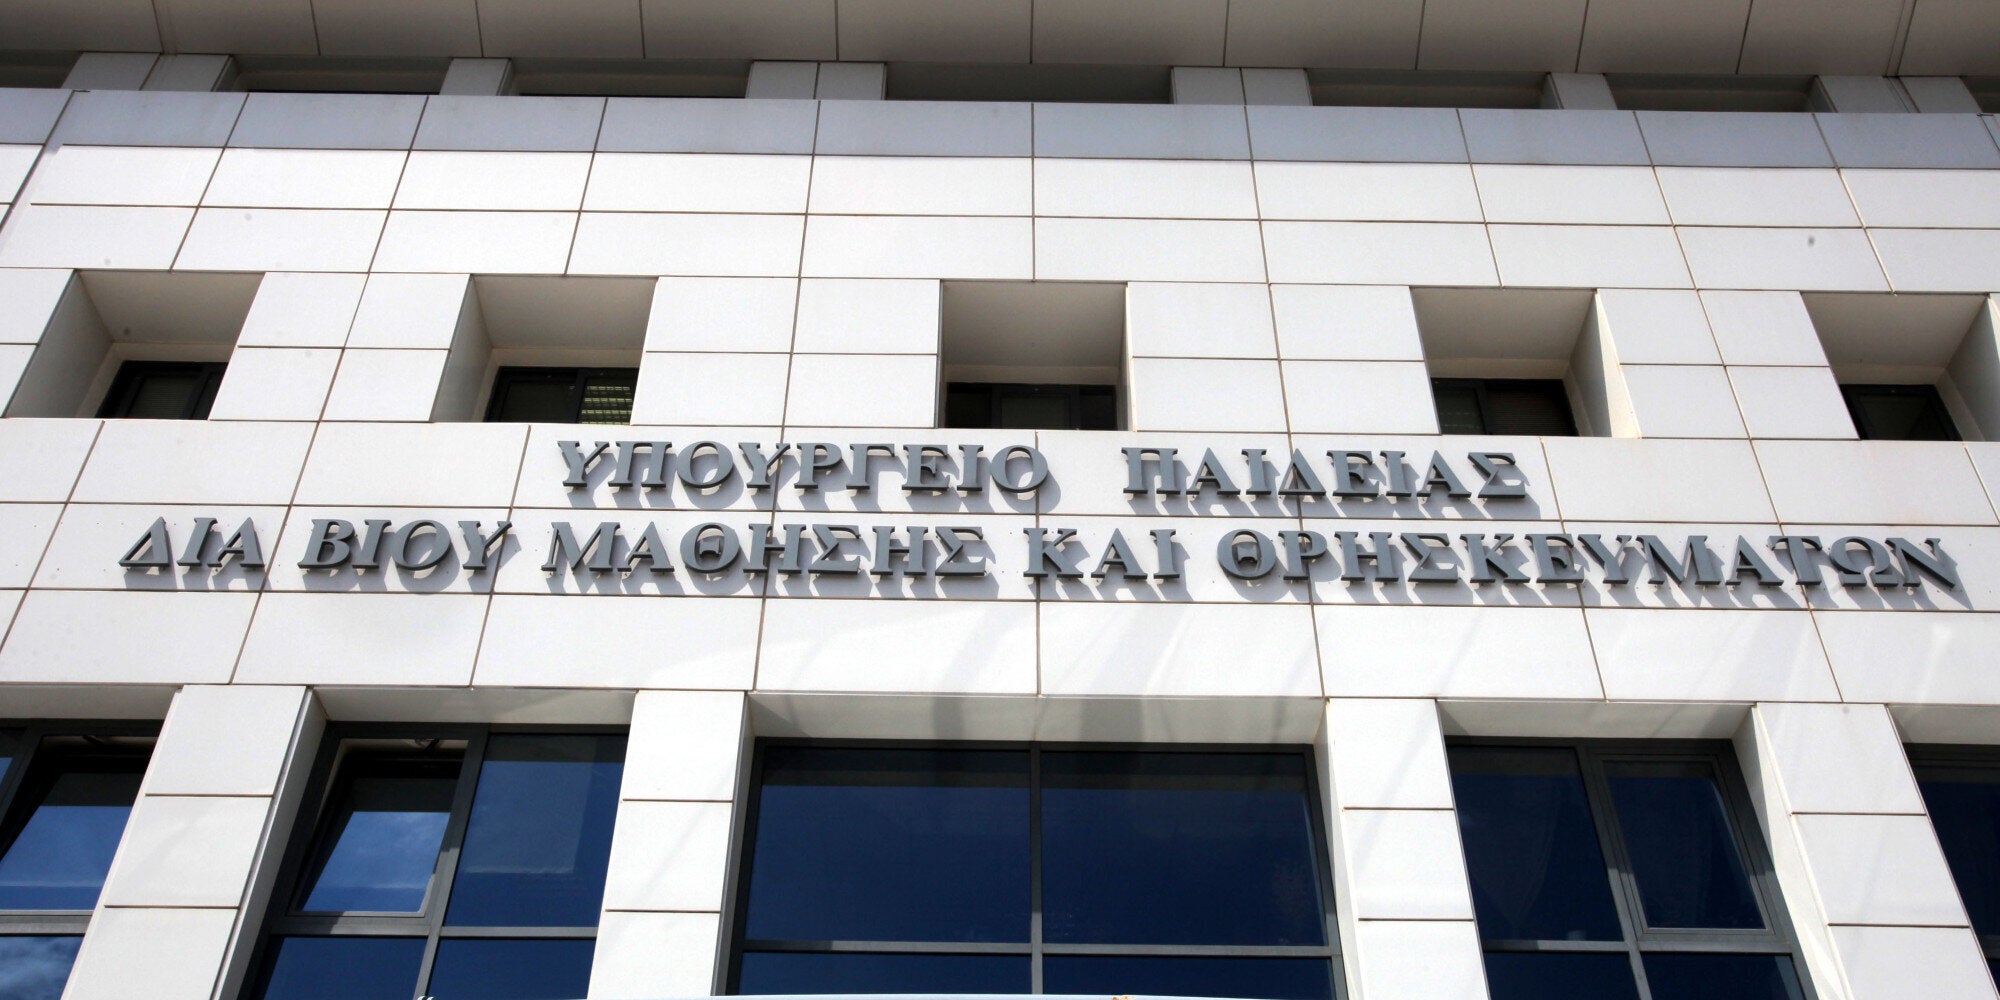 ΥΠΟΥΡΓΕΙΟ ΠΑΙΔΕΙΑΣ
ΔΙΑ ΒΙΟΥ ΜΑΘΗΣΗΣ ΚΑΙ ΘΡΗΣΚΕΥΜΑΤΩΝ